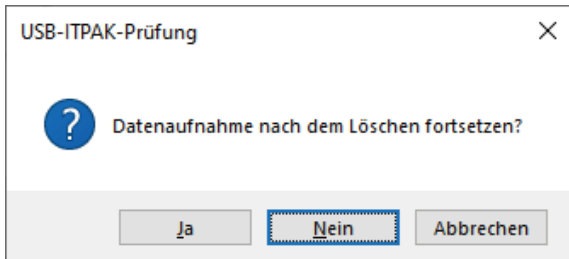 USB-ITPAK-Prüfung
Datenaufnahme nach dem Löschen fortsetzen?
Ja Nein Abbrechen